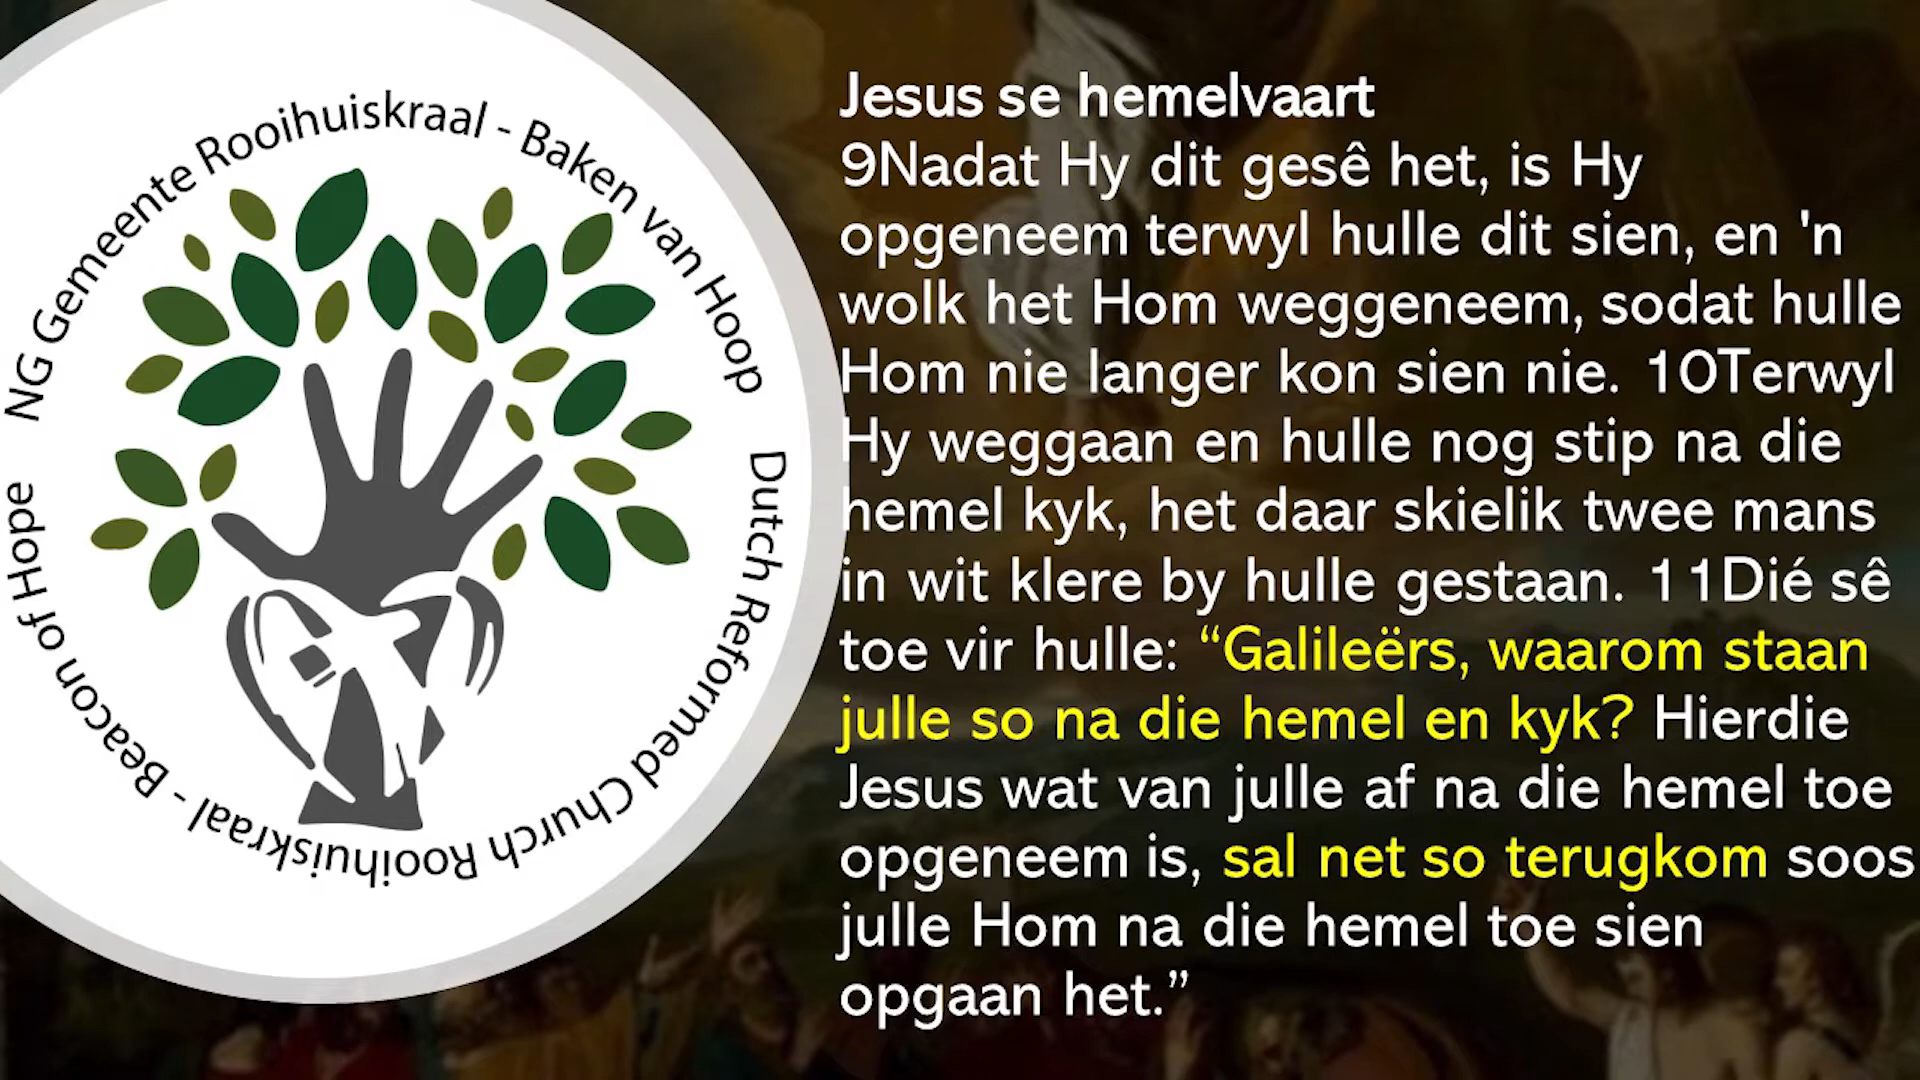 NG Gemeente Rooihuiskraal - Baken van Hoop
Dutch Reformed Church Rooihuiskraal - Beacon of Hope
Jesus se hemelvaart
9Nadat Hy dit gesê het, is Hy
opgeneem terwyl hulle dit sien, en 'n
wolk het Hom weggeneem, sodat hulle
Hom nie langer kon sien nie. 10Terwyl
Hy weggaan en hulle nog stip na die
hemel kyk, het daar skielik twee mans
in wit klere by hulle gestaan. 11Dié sê
toe vir hulle: “Galileërs, waarom staan
julle so na die hemel en kyk? Hierdie
Jesus wat van julle af na die hemel toe
opgeneem is, sal net so terugkom soos
julle Hom na die hemel toe sien
opgaan het.”